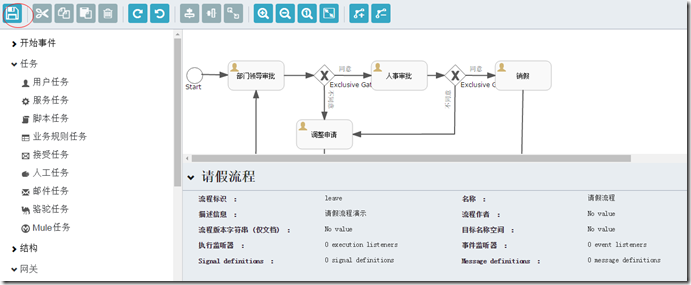 开始事件
任务
用户任务
服务任务
脚本任务
业务规则任务
接受任务
人工任务
邮件任务
骆驼任务
Mule任务
结构
网关
Start
部门领导审批
同意
Exclusive Gat
不同意
人事审批
同意
Exclusive G
不同意
销假
调整申请
请假流程
流程标识 : leave 名称 : 请假流程
描述信息 : 请假流程演示 流程作者 : No value
流程版本字符串 (仅文档) : No value 目标名称空间 : No value
执行监听器 : 0 execution listeners 事件监听器 : 0 event listeners
Signal definitions : 0 signal definitions Message definitions : 0 message definitions